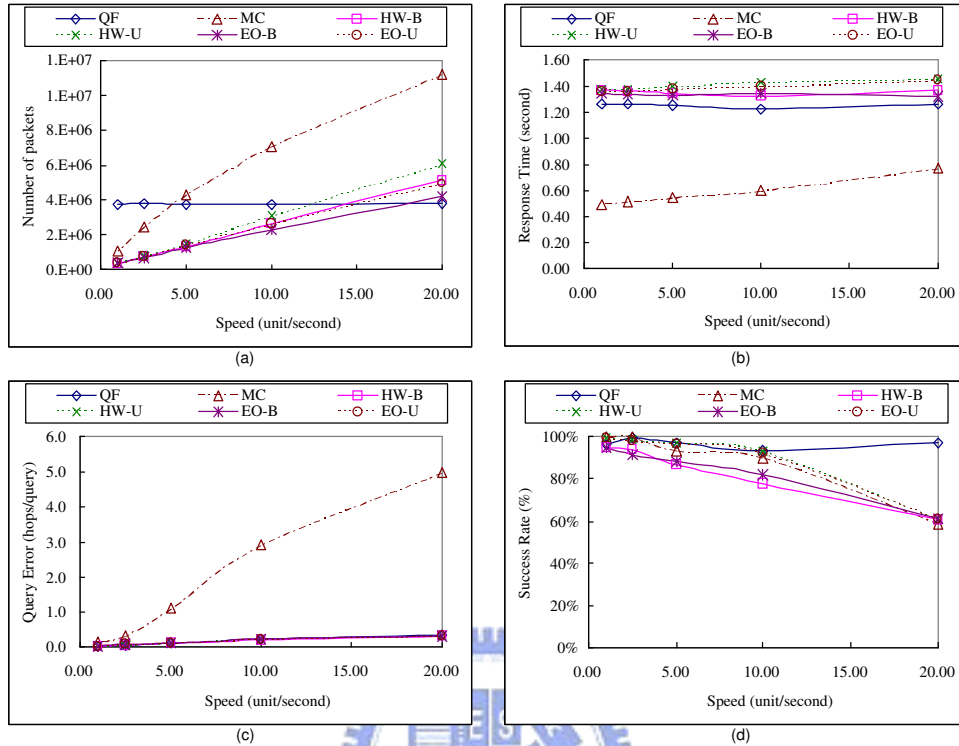 QF MC HW-B
HW-U EO-B EO-U
Number of packets
1.E+07
1.E+07
8.E+06
6.E+06
4.E+06
2.E+06
0.E+00
0.00 5.00 10.00 15.00 20.00
Speed (unit/second)
(a)
QF MC HW-B
HW-U EO-B EO-U
Response Time (second)
1.60
1.40
1.20
1.00
0.80
0.60
0.40
0.20
0.00
0.00 5.00 10.00 15.00 20.00
Speed (unit/second)
(b)
QF MC HW-B
HW-U EO-B EO-U
Query Error (hops/query)
6.0
5.0
4.0
3.0
2.0
1.0
0.0
0.00 5.00 10.00 15.00 20.00
Speed (unit/second)
(c)
QF MC HW-B
HW-U EO-B EO-U
Success Rate (%)
100%
80%
60%
40%
20%
0%
0.00 5.00 10.00 15.00 20.00
Speed (unit/second)
(d)